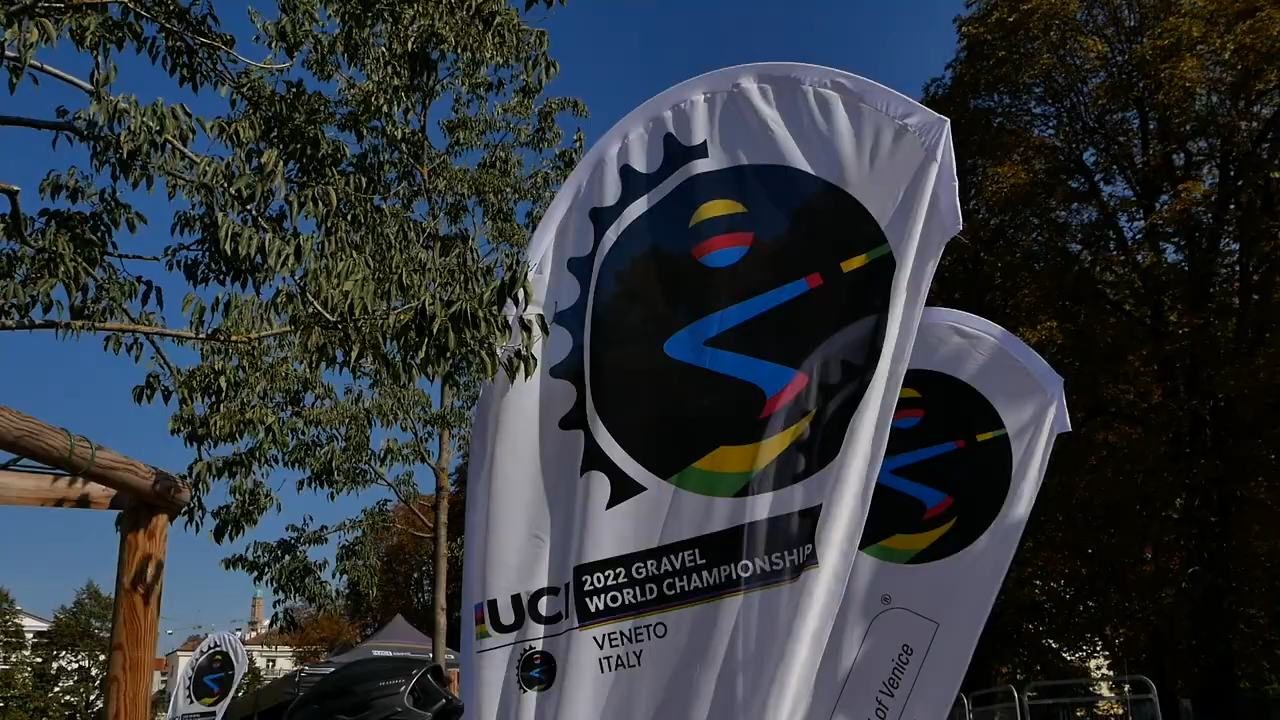 UCI
2022 GRAVEL
WORLD CHAMPIONSHIP
VENETO
ITALY
®
of Venice